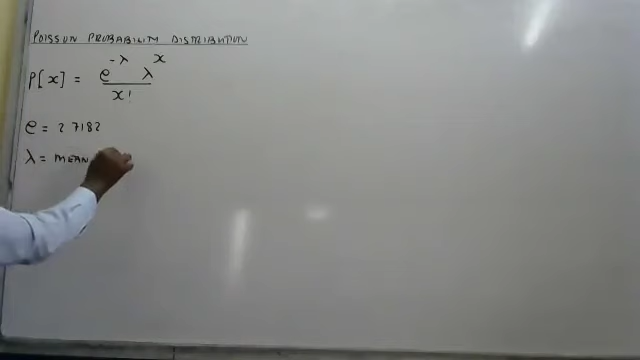 POISSON PROBABILITY DISTRIBUTION
P[x] = e^-λ λ^x / x!
e = 2 7182
λ = MEAN